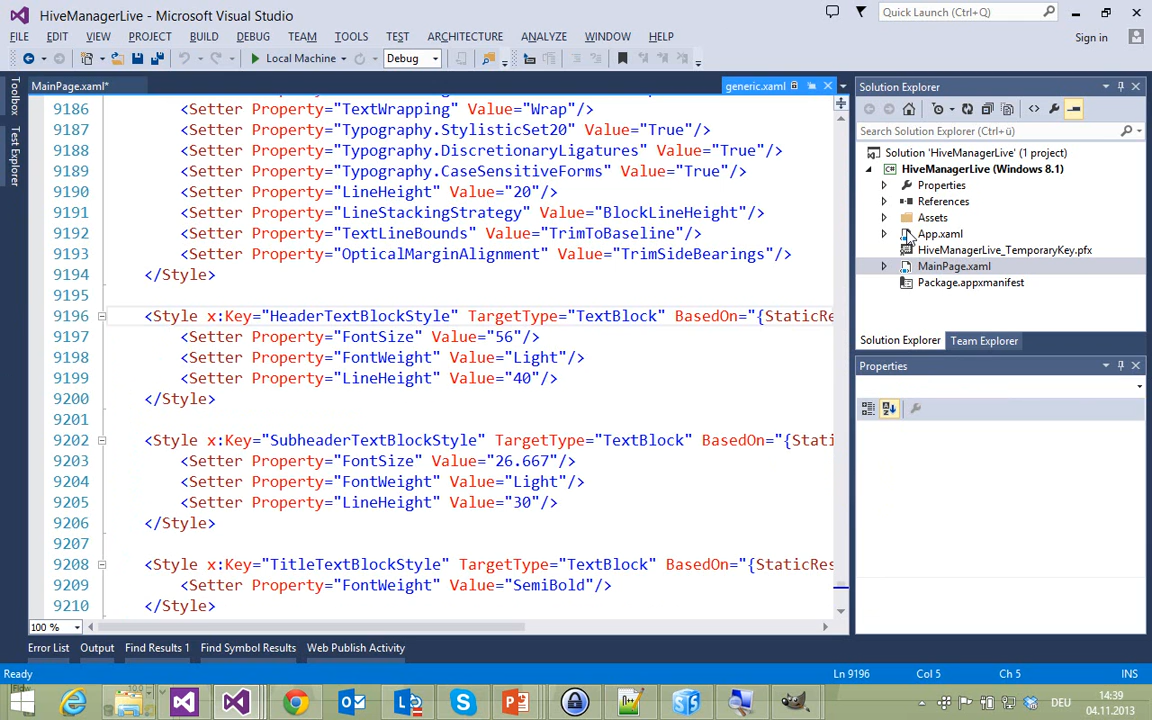 HiveManagerLive - Microsoft Visual Studio
Quick Launch (Ctrl+Q)
FILE EDIT VIEW PROJECT BUILD DEBUG TEAM TOOLS TEST ARCHITECTURE ANALYZE WINDOW HELP
Sign in
Local Machine Debug
Toolbox
Test Explorer
MainPage.xaml*
generic.xaml
9186 <Setter Property="TextWrapping" Value="Wrap"/>
9187 <Setter Property="Typography.StylisticSet20" Value="True"/>
9188 <Setter Property="Typography.DiscretionaryLigatures" Value="True"/>
9189 <Setter Property="Typography.CaseSensitiveForms" Value="True"/>
9190 <Setter Property="LineHeight" Value="20"/>
9191 <Setter Property="LineStackingStrategy" Value="BlockLineHeight"/>
9192 <Setter Property="TextLineBounds" Value="TrimToBaseline"/>
9193 <Setter Property="OpticalMarginAlignment" Value="TrimSideBearings"/>
9194 </Style>
9195
9196 <Style x:Key="HeaderTextBlockStyle" TargetType="TextBlock" BasedOn="{StaticRe
9197 <Setter Property="FontSize" Value="56"/>
9198 <Setter Property="FontWeight" Value="Light"/>
9199 <Setter Property="LineHeight" Value="40"/>
9200 </Style>
9201
9202 <Style x:Key="SubheaderTextBlockStyle" TargetType="TextBlock" BasedOn="{Stati
9203 <Setter Property="FontSize" Value="26.667"/>
9204 <Setter Property="FontWeight" Value="Light"/>
9205 <Setter Property="LineHeight" Value="30"/>
9206 </Style>
9207
9208 <Style x:Key="TitleTextBlockStyle" TargetType="TextBlock" BasedOn="{StaticRes
9209 <Setter Property="FontWeight" Value="SemiBold"/>
9210 </Style>
100 %
Solution Explorer
Search Solution Explorer (Ctrl+ü)
Solution 'HiveManagerLive' (1 project)
HiveManagerLive (Windows 8.1)
Properties
References
Assets
App.xaml
HiveManagerLive_TemporaryKey.pfx
MainPage.xaml
Package.appxmanifest
Solution Explorer Team Explorer
Properties
Error List Output Find Results 1 Find Symbol Results Web Publish Activity
Ready Ln 9196 Col 5 Ch 5 INS
DEU
14:39
04.11.2013